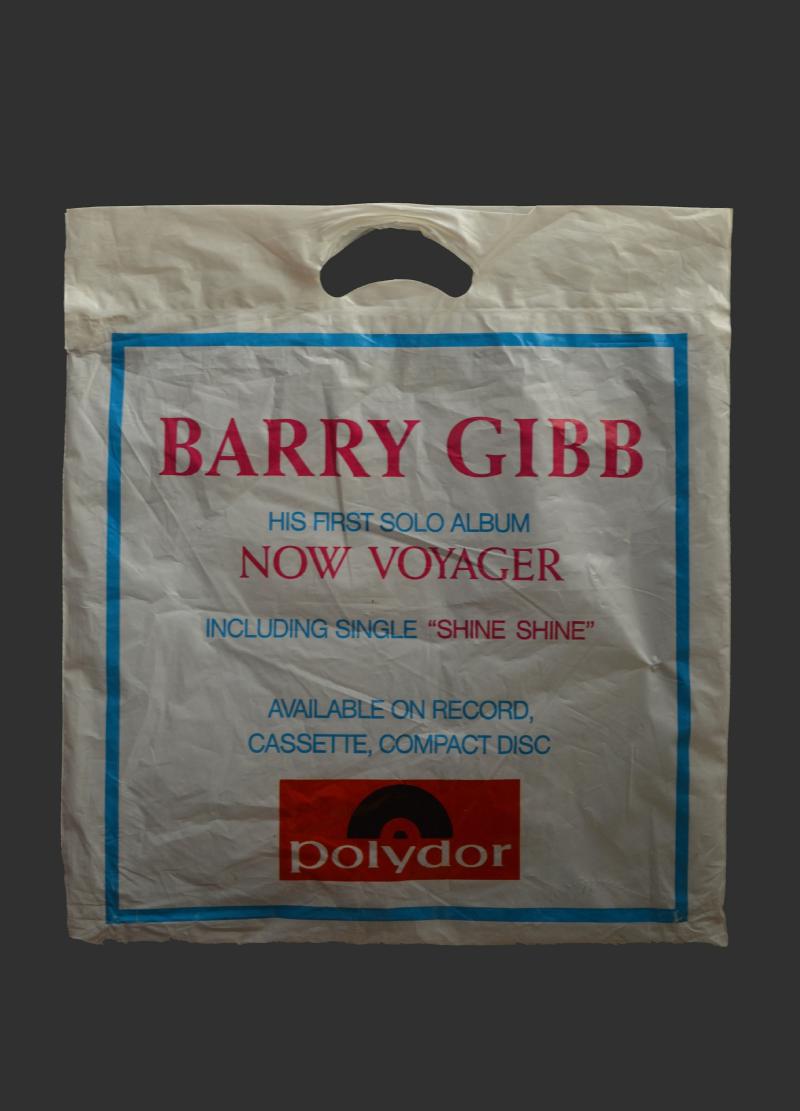 BARRY GIBB
HIS FIRST SOLO ALBUM
NOW VOYAGER
INCLUDING SINGLE “SHINE SHINE”
AVAILABLE ON RECORD,
CASSETTE, COMPACT DISC
polydor